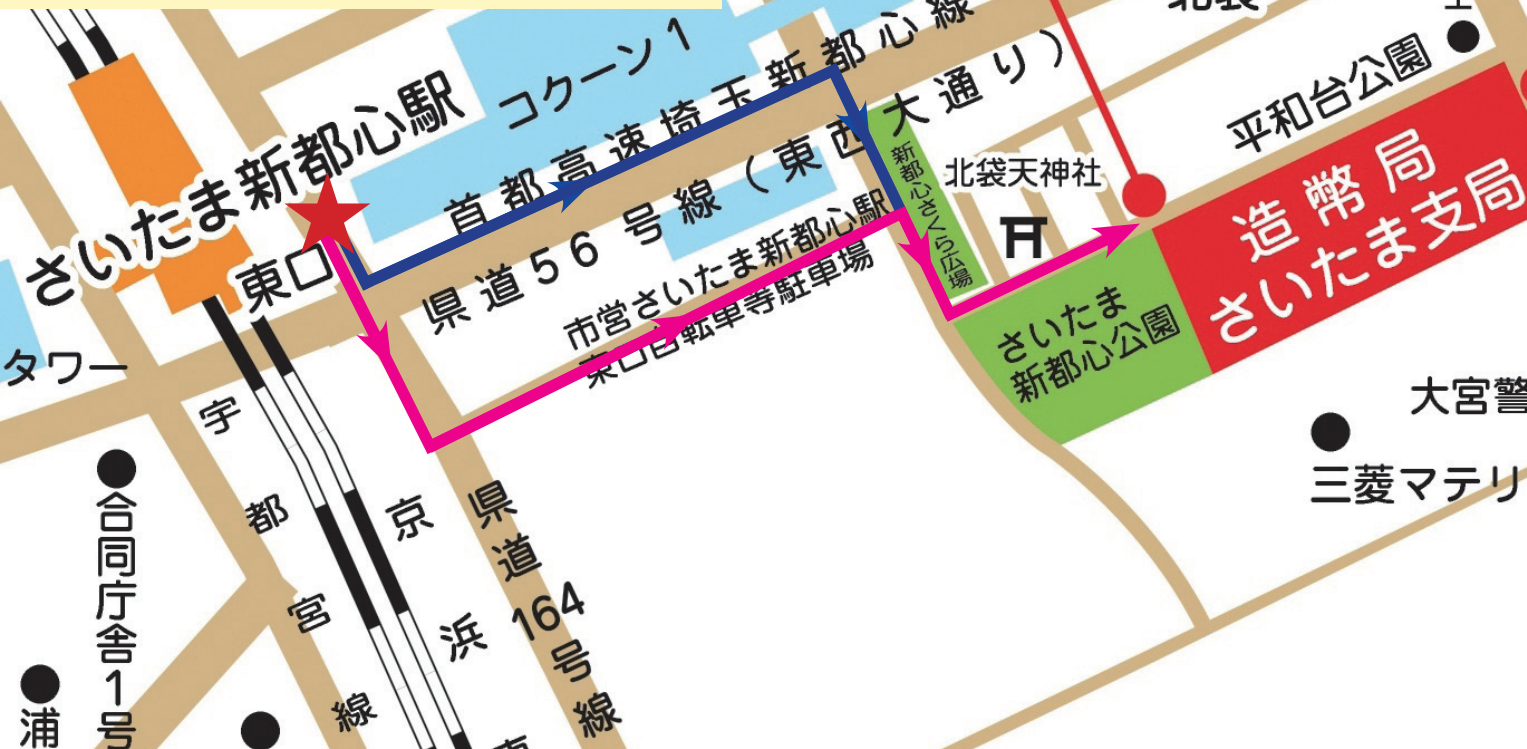 北袋
コクーン1
首都高速埼玉新都心線
さいたま新都心駅
東口
県道56号線(東西大通り)
市営さいたま新都心駅
東口自転車等駐車場
新都心さくら広場
北袋天神社
平和台公園
造幣局
さいたま支局
さいたま
新都心公園
タワー
宇都宮線
京浜東
県道164号線
合同庁舎1号
浦
大宮警
三菱マテリ